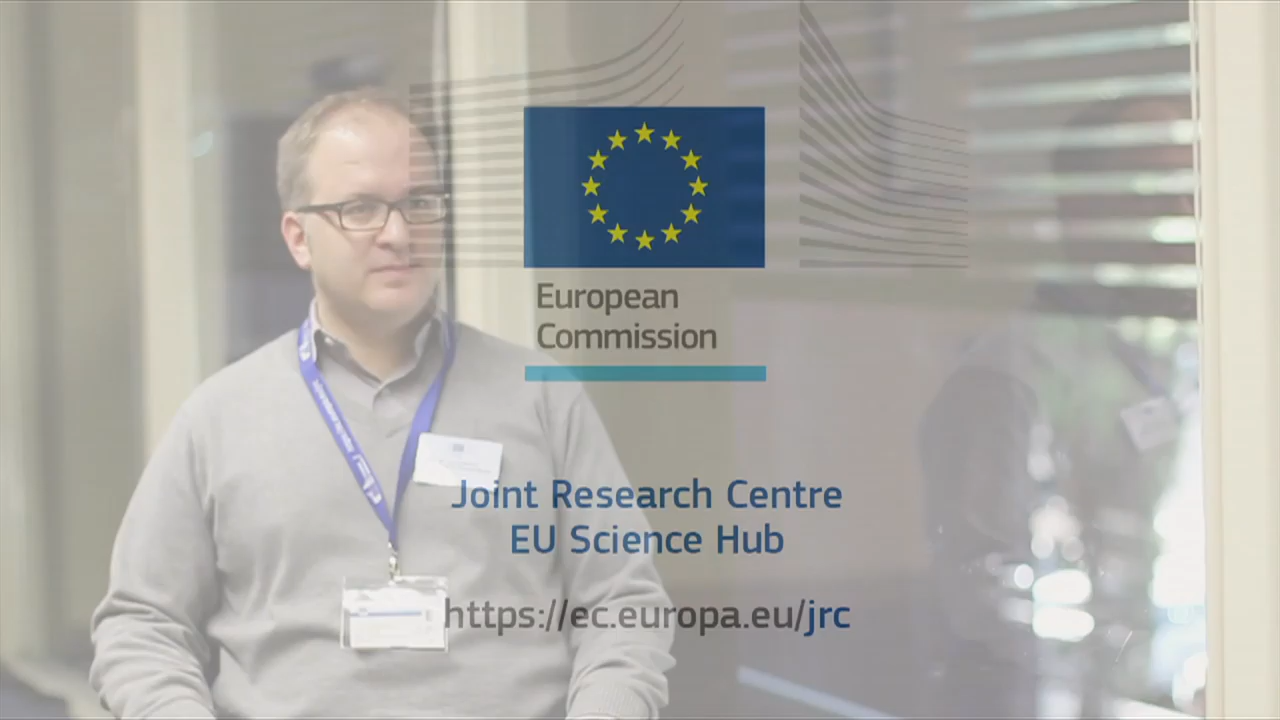 European
Commission
Joint Research Centre
EU Science Hub
https://ec.europa.eu/jrc